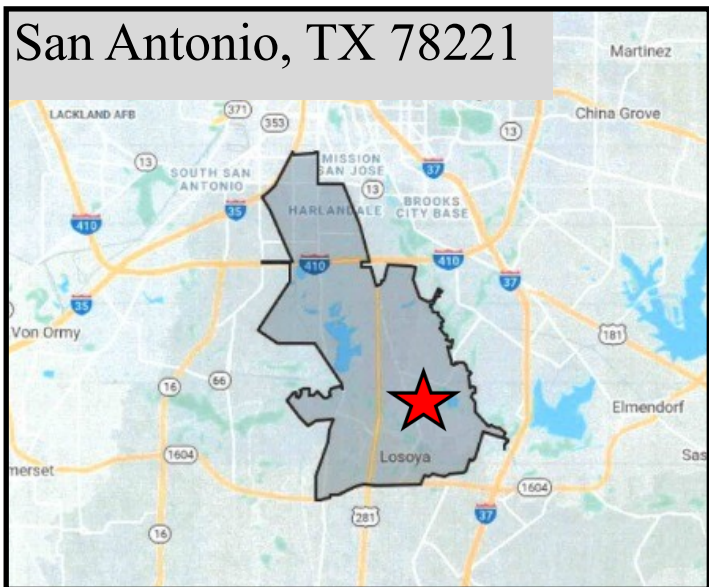 San Antonio, TX 78221
Martinez
LACKLAND AFB
371
353
China Grove
13
13
MISSION
SAN JOSE
SOUTH SAN
ANTONIO
37
13
35
HARLANDALE
BROOKS
CITY BASE
410
410
410
37
35
Von Ormy
181
16
66
Elmendorf
1604
Losoya
merset
Sas
1604
281
37
16